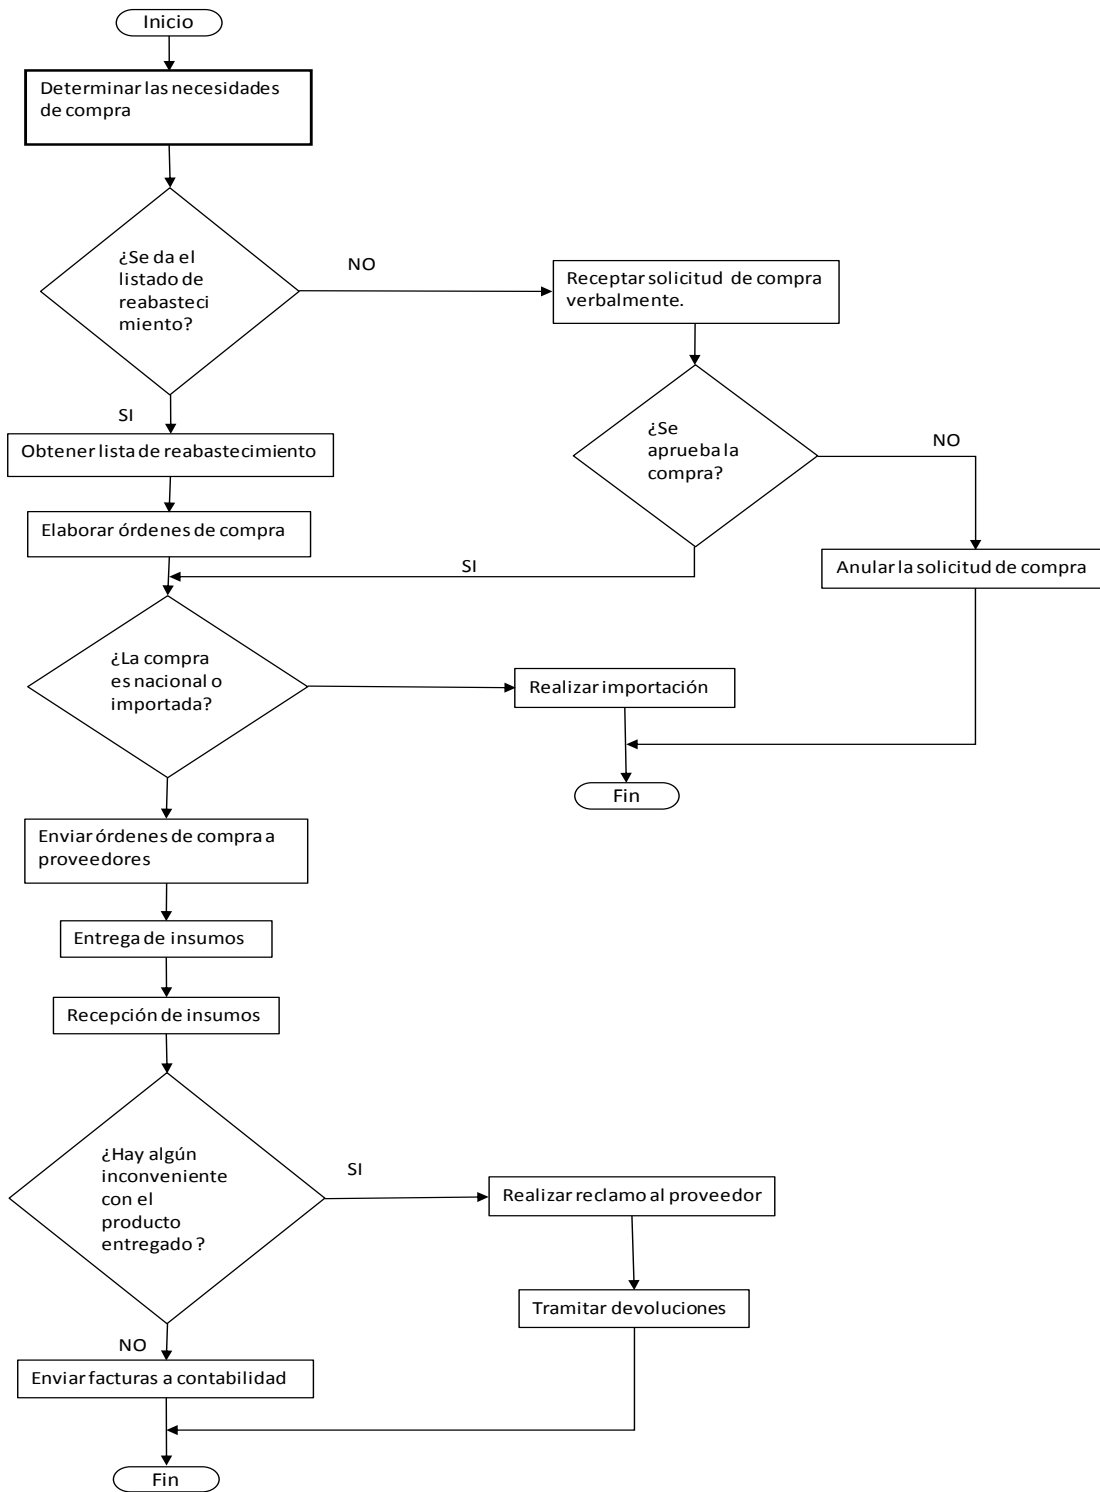 Inicio
Determinar las necesidades
de compra
¿Se da el
listado de
reabasteci
miento?
NO
Receptar solicitud de compra
verbalmente.
SI
Obtener lista de reabastecimiento
¿Se
aprueba la
compra?
NO
Elaborar órdenes de compra
SI
Anular la solicitud de compra
¿La compra
es nacional o
importada?
Realizar importación
Fin
Enviar órdenes de compra a
proveedores
Entrega de insumos
Recepción de insumos
¿Hay algún
inconveniente
con el
producto
entregado ?
SI
Realizar reclamo al proveedor
Tramitar devoluciones
NO
Enviar facturas a contabilidad
Fin